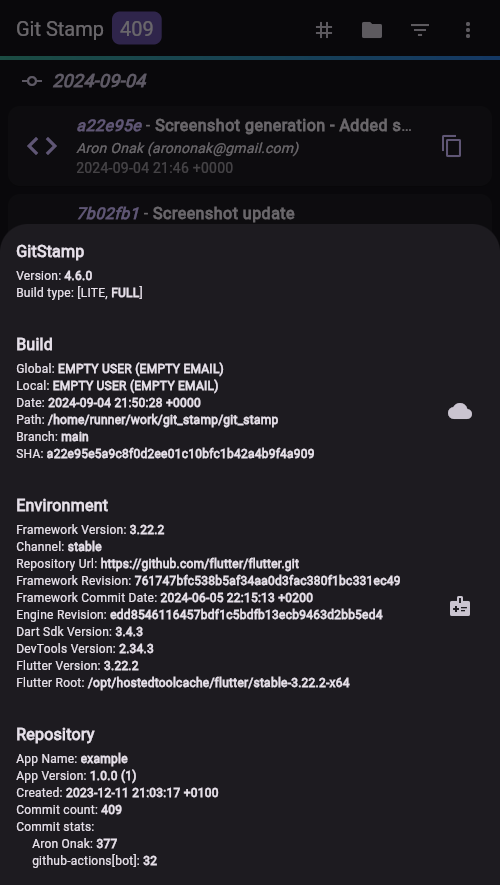 Git Stamp 409
2024-09-04
a22e95e - Screenshot generation - Added s...
Aron Onak (arononak@gmail.com)
2024-09-04 21:46 +0000
7b02fb1 - Screenshot update
GitStamp
Version: 4.6.0
Build type: [LITE, FULL]
Build
Global: EMPTY USER (EMPTY EMAIL)
Local: EMPTY USER (EMPTY EMAIL)
Date: 2024-09-04 21:50:28 +0000
Path: /home/runner/work/git_stamp/git_stamp
Branch: main
SHA: a22e95e5a9c8f0d2ee01c10bfc1b42a4b9f4a909
Environment
Framework Version: 3.22.2
Channel: stable
Repository Url: https://github.com/flutter/flutter.git
Framework Revision: 761747bfc538b5af34aa0d3fac380f1bc331ec49
Framework Commit Date: 2024-06-05 22:15:13 +0200
Engine Revision: edd8546116457bdf1c5bdfb13ecb9463d2bb5ed4
Dart Sdk Version: 3.4.3
DevTools Version: 2.34.3
Flutter Version: 3.22.2
Flutter Root: /opt/hostedtoolcache/flutter/stable-3.22.2-x64
Repository
App Name: example
App Version: 1.0.0 (1)
Created: 2023-12-11 21:03:17 +0100
Commit count: 409
Commit stats:
Aron Onak: 377
github-actions[bot]: 32